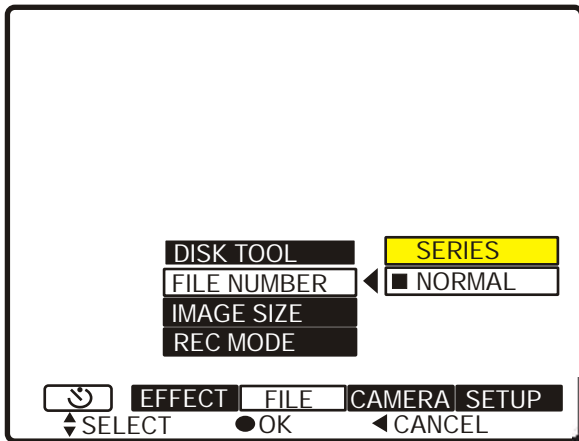 DISK TOOL SERIES
FILE NUMBER NORMAL
IMAGE SIZE
REC MODE
EFFECT FILE CAMERA SETUP
SELECT OK CANCEL